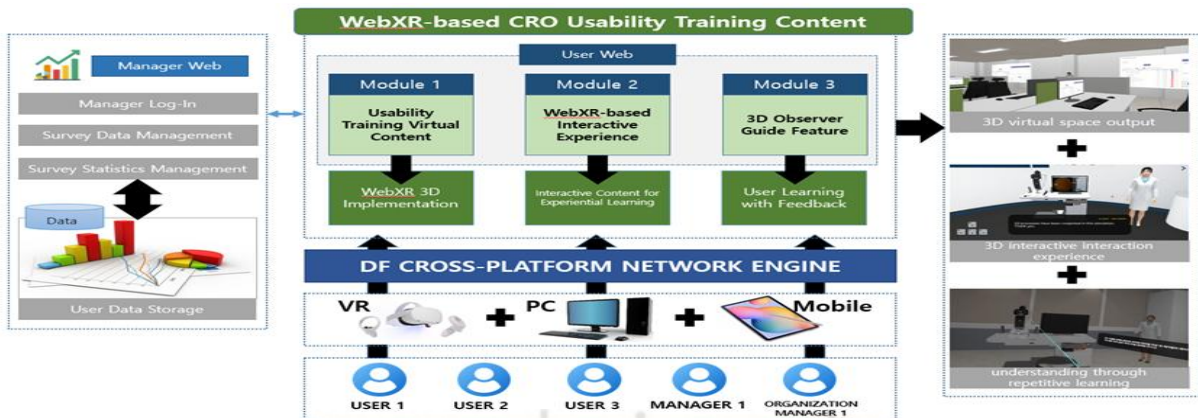 WebXR-based CRO Usability Training Content
Manager Web
Manager Log-In
Survey Data Management
Survey Statistics Management
Data
User Data Storage
User Web
Module 1
Usability
Training Virtual
Content
WebXR 3D
Implementation
Module 2
WebXR-based
Interactive
Experience
Interactive Content for
Experiential Learning
Module 3
3D Observer
Guide Feature
User Learning
with Feedback
DF CROSS-PLATFORM NETWORK ENGINE
VR
PC
Mobile
USER 1
USER 2
USER 3
MANAGER 1
ORGANIZATION
MANAGER 1
3D virtual space output
3D interactive interaction
experience
understanding through
repetitive learning